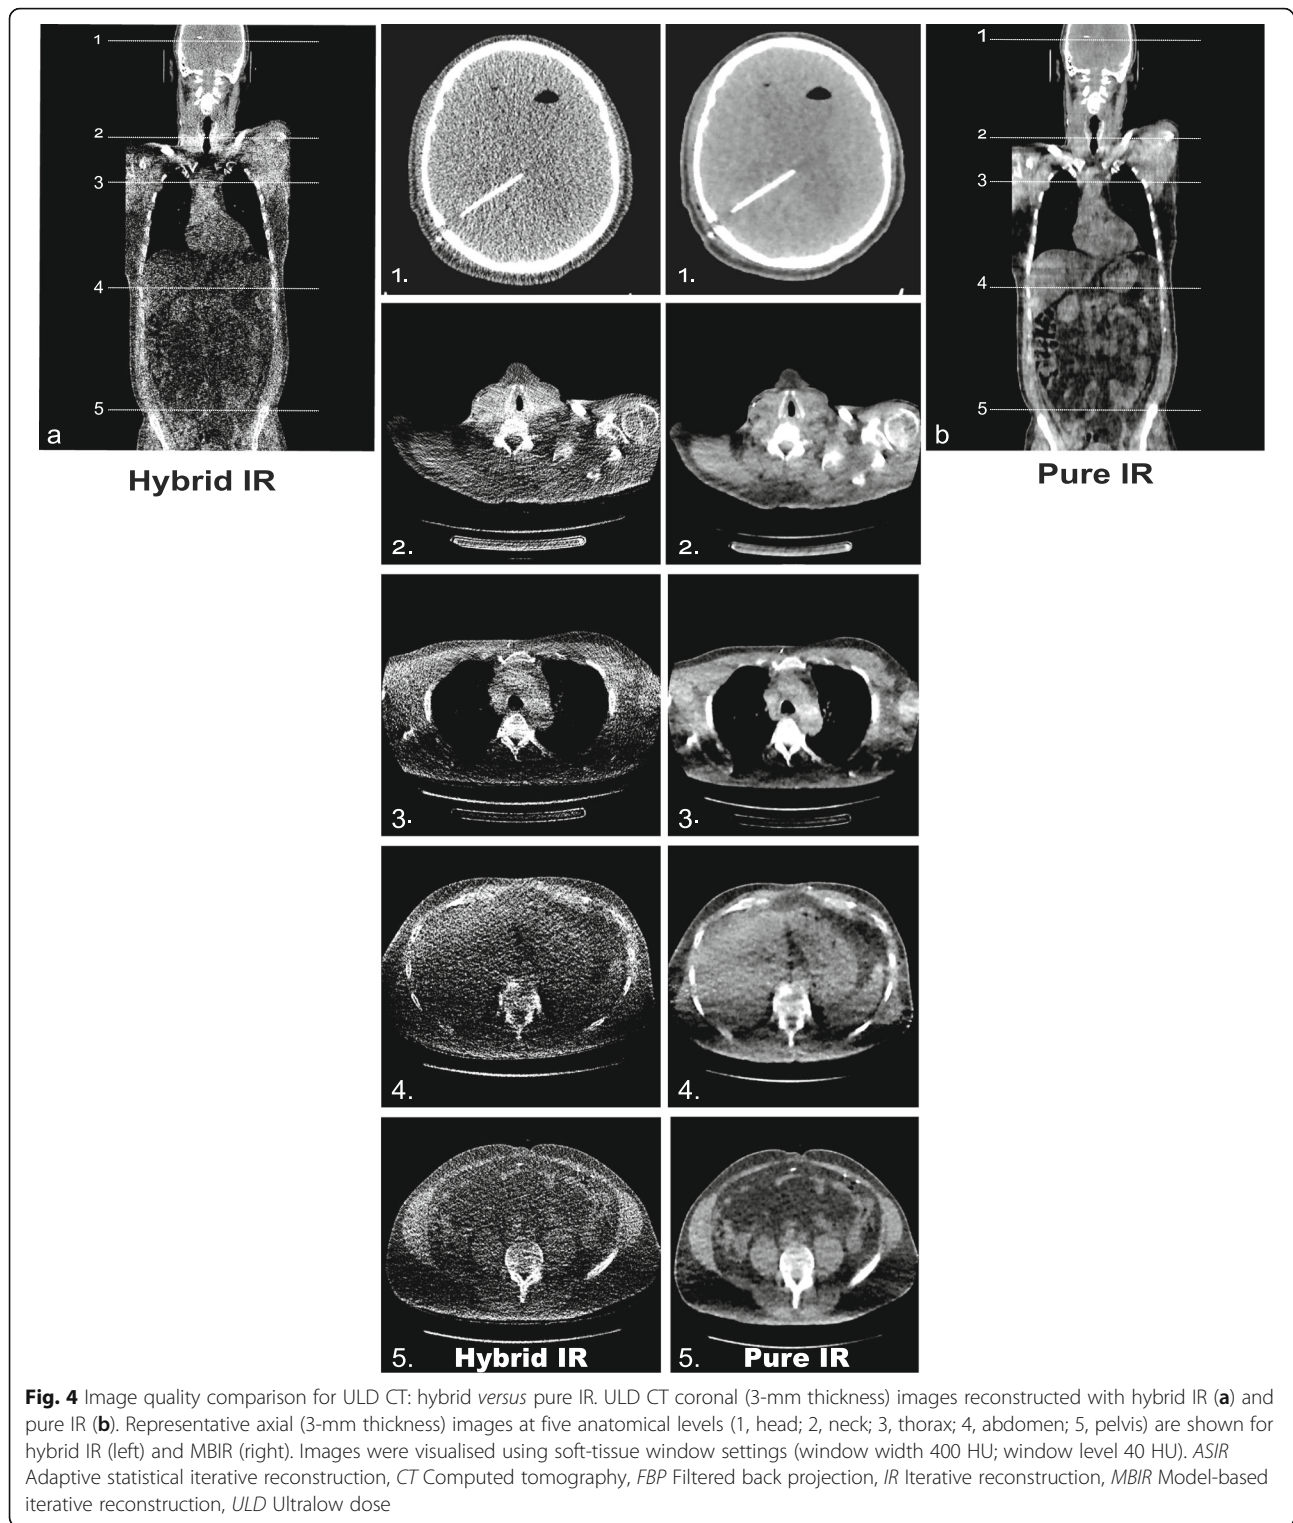 1
2
3
4
5
a
Hybrid IR
1.
1.
2.
2.
3.
3.
4.
4.
5. Hybrid IR
5. Pure IR
1
2
3
4
5
b
Pure IR
Fig. 4 Image quality comparison for ULD CT: hybrid versus pure IR. ULD CT coronal (3-mm thickness) images reconstructed with hybrid IR (a) and
pure IR (b). Representative axial (3-mm thickness) images at five anatomical levels (1, head; 2, neck; 3, thorax; 4, abdomen; 5, pelvis) are shown for
hybrid IR (left) and MBIR (right). Images were visualised using soft-tissue window settings (window width 400 HU; window level 40 HU). ASIR
Adaptive statistical iterative reconstruction, CT Computed tomography, FBP Filtered back projection, IR Iterative reconstruction, MBIR Model-based
iterative reconstruction, ULD Ultralow dose